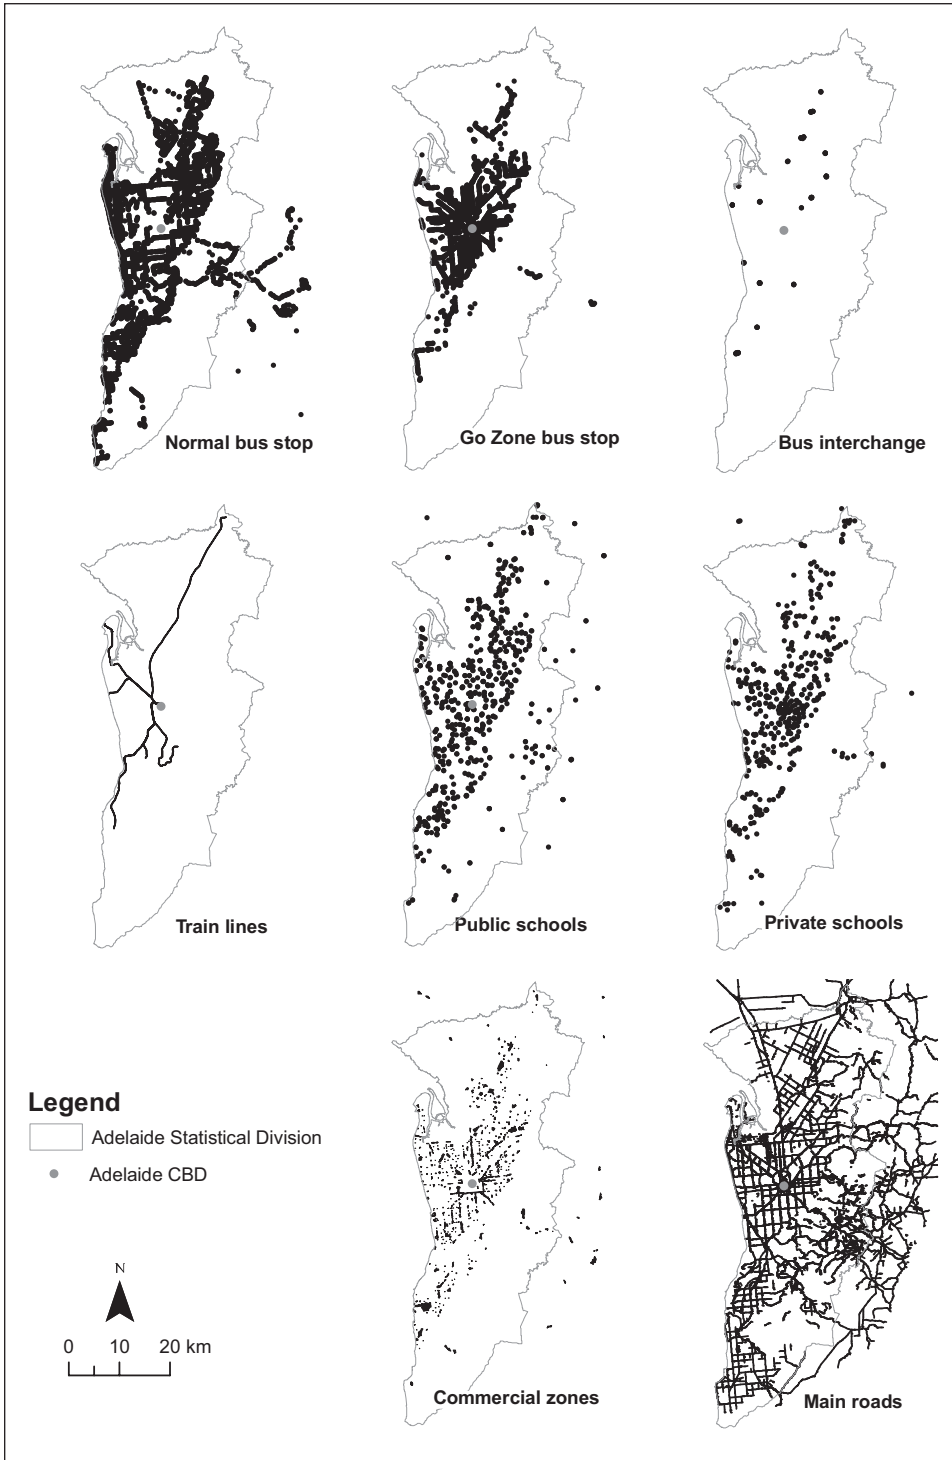 Normal bus stop
Go Zone bus stop
Bus interchange
Train lines
Public schools
Private schools
Legend
Adelaide Statistical Division
Adelaide CBD
N
0 10 20 km
Commercial zones
Main roads